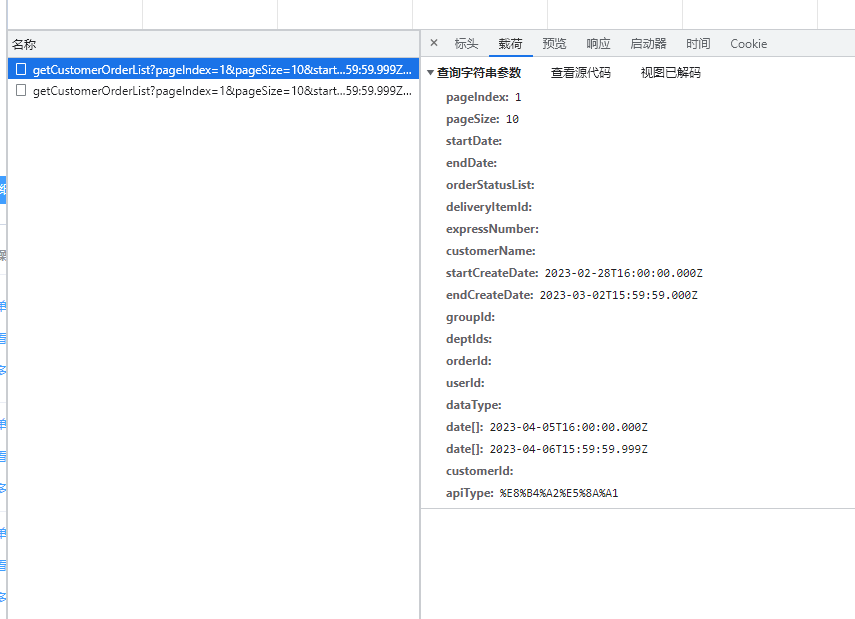 名称
getCustomerOrderList?pageIndex=1&pageSize=10&start...59:59.999Z...
getCustomerOrderList?pageIndex=1&pageSize=10&start...59:59.999Z...
× 标头 载荷 预览 响应 启动器 时间 Cookie
▼查询字符串参数 查看源代码 视图已解码
pageIndex: 1
pageSize: 10
startDate:
endDate:
orderStatusList:
deliveryItemId:
expressNumber:
customerName:
startCreateDate: 2023-02-28T16:00:00.000Z
endCreateDate: 2023-03-02T15:59:59.000Z
groupId:
deptIds:
orderId:
userId:
dataType:
date[]: 2023-04-05T16:00:00.000Z
date[]: 2023-04-06T15:59:59.999Z
customerId:
apiType: %E8%B4%A2%E5%8A%A1